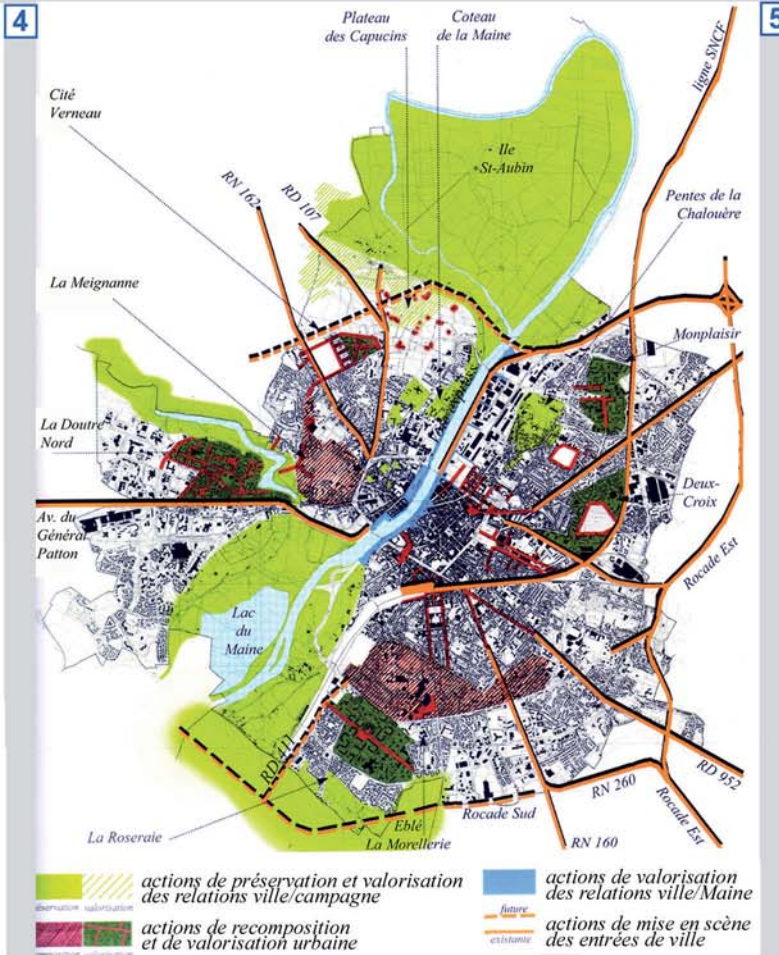 4
5
Plateau
des Capucins
Coteau
de la Maine
ligne SNCF
Cité
Verneau
Ile
St-Aubin
RN 162
RD 107
Pentes de la
Chalouère
La Meignanne
Monplaisir
La Doutre
Nord
Deux-
Croix
Av. du
Général
Patton
Rocade Est
Lac
du
Maine
RD 952
RN 260
Rocade Est
Rocade Sud
La Roseraie
Eblé
La Morellerie
RN 160
actions de préservation et valorisation
des relations ville/campagne
valorisation
actions de recomposition
et de valorisation urbaine
actions de valorisation
des relations ville/Maine
future
existante
actions de mise en scène
des entrées de ville